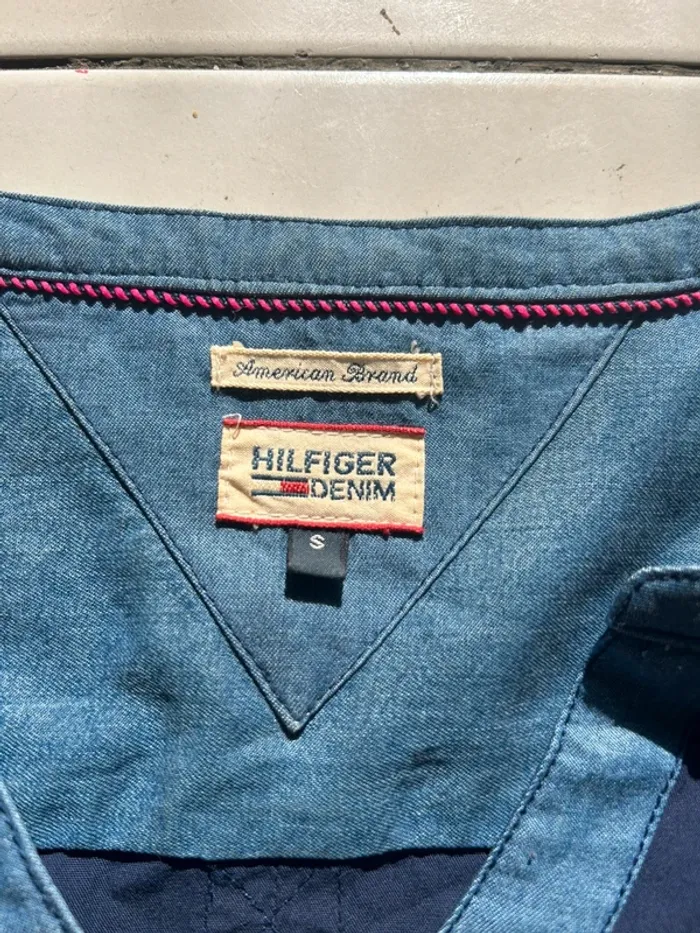 American Brand
HILFIGER
DENIM
S